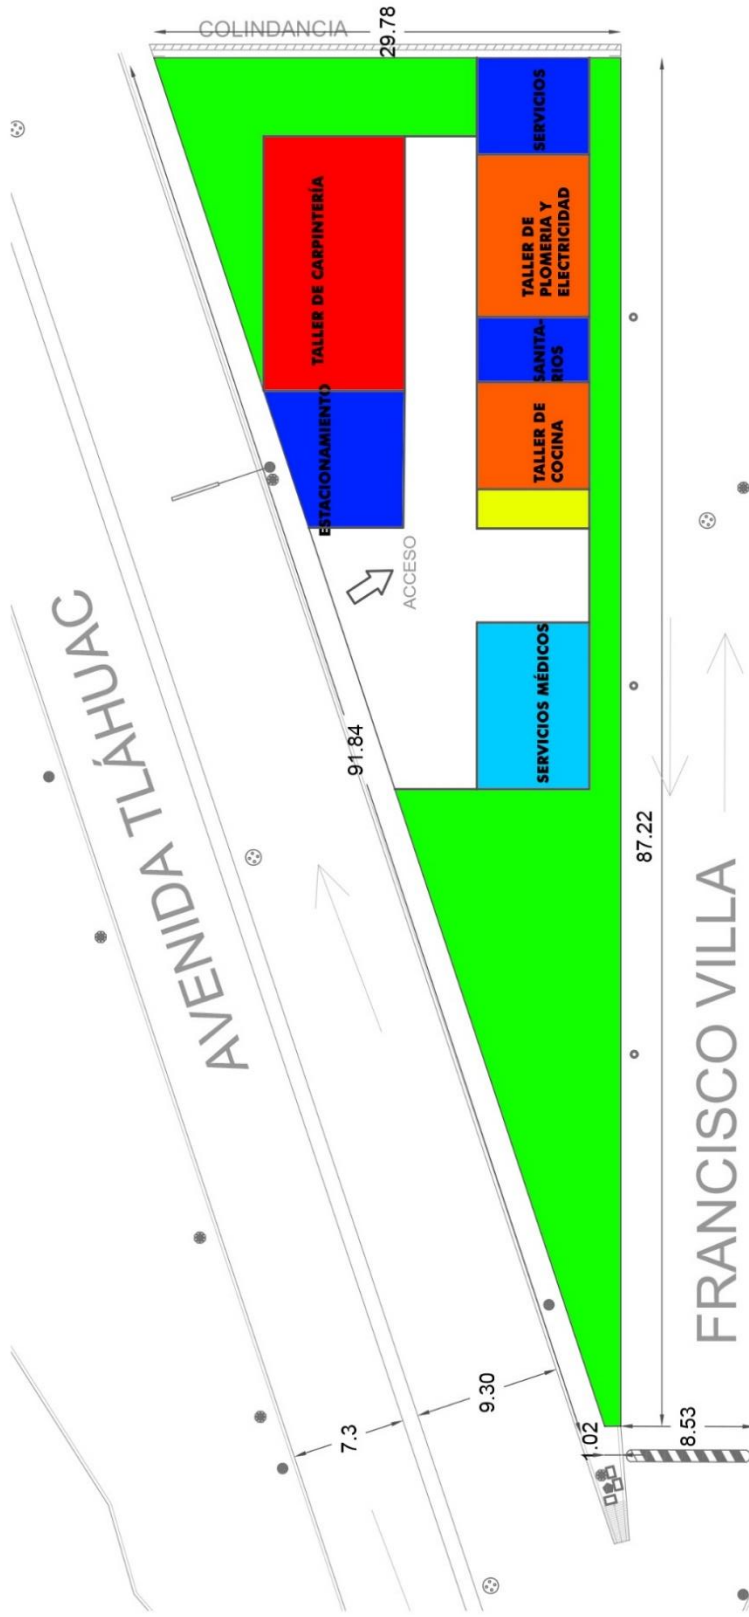 COLINDANCIA
29.78
SERVICIOS
TALLER DE CARPINTERÍA
TALLER DE
PLOMERIA Y
ELECTRICIDAD
SANITA-
RIOS
ESTACIONAMIENTO
TALLER DE
COCINA
ACCESO
SERVICIOS MÉDICOS
AVENIDA TLÁHUAC
91.84
87.22
FRANCISCO VILLA
7.3
9.30
1.02
8.53